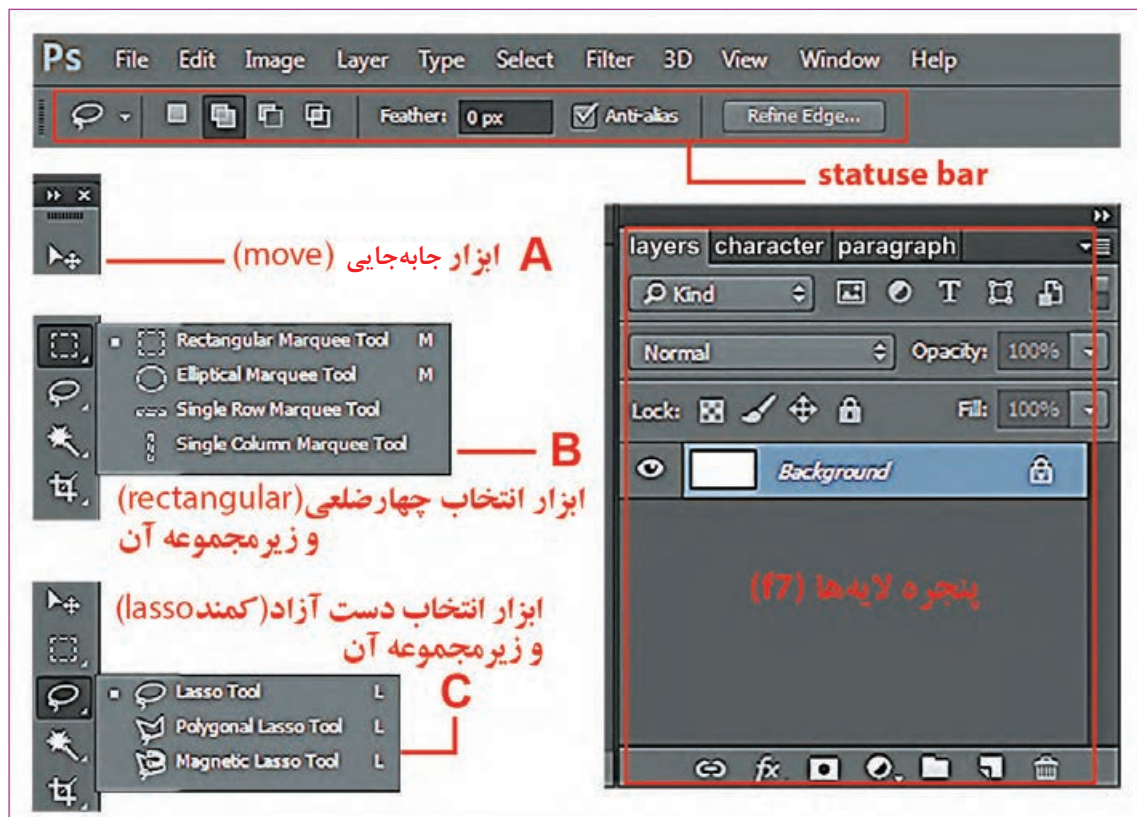 Ps File Edit Image Layer Type Select Filter 3D View Window Help
Feather: 0 px Anti-alias Refine Edge...
statuse bar
A ابزار جابه‌جایی (move)
Rectangular Marquee Tool M
Elliptical Marquee Tool M
Single Row Marquee Tool
Single Column Marquee Tool
B
ابزار انتخاب چهارضلعی(rectangular)
و زیرمجموعه آن
ابزار انتخاب دست آزاد(کمندlasso)
و زیرمجموعه آن
C
Lasso Tool L
Polygonal Lasso Tool L
Magnetic Lasso Tool L
layers character paragraph
Kind T
Normal Opacity: 100%
Lock: Fill: 100%
Background
پنجره لایه‌ها (f7)
fx